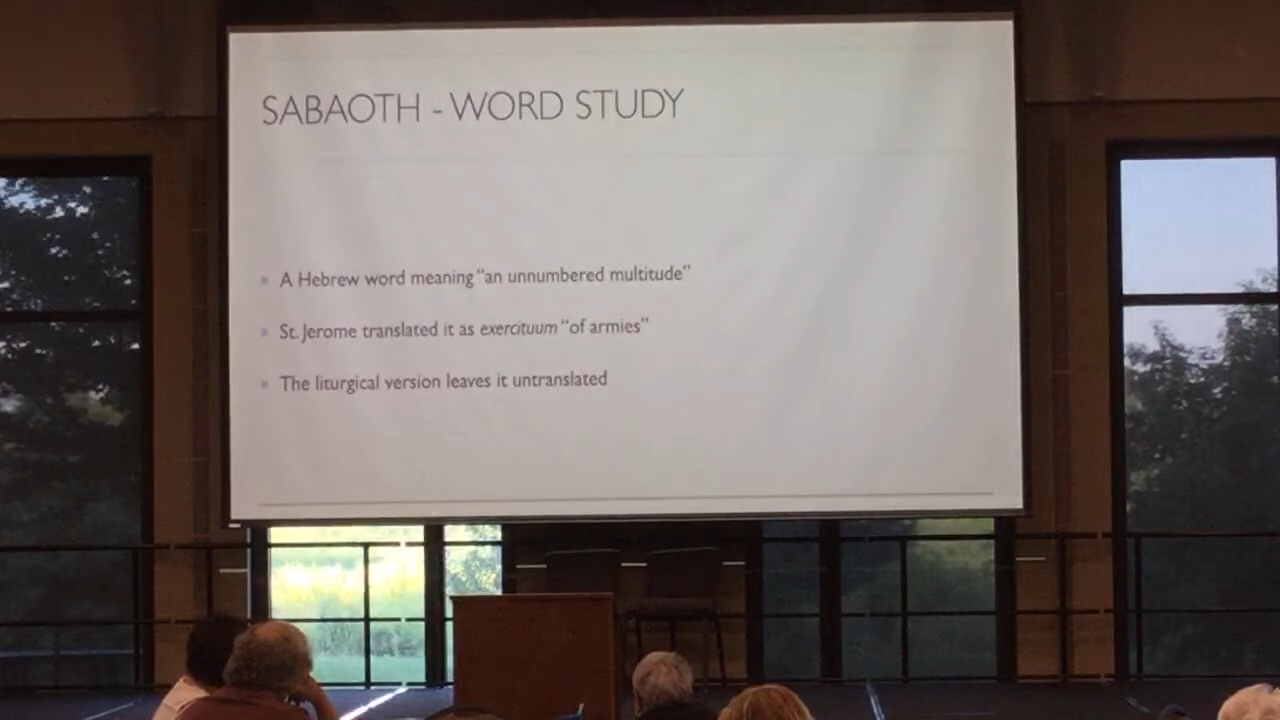 SABAOTH - WORD STUDY
A Hebrew word meaning “an unnumbered multitude”
St. Jerome translated it as exercituum “of armies”
The liturgical version leaves it untranslated